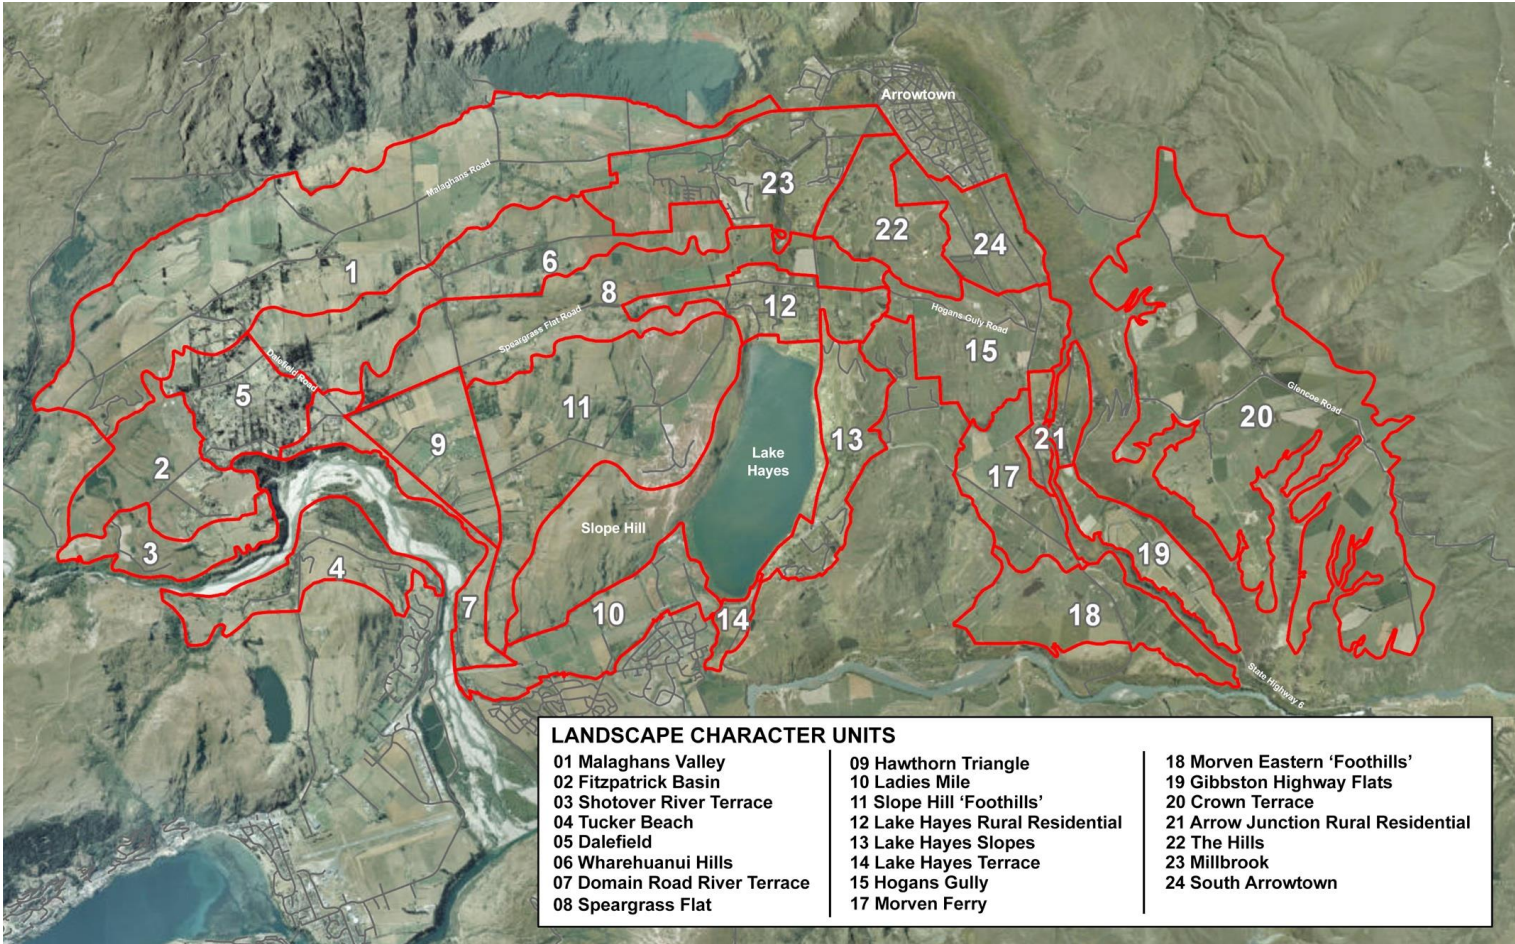 Arrowtown
Malaghans Road
23
22
24
1
6
8
12
Hogans Guly Road
Speargrass Flat Road
15
Dalefield Road
5
Glencoe Road
11
20
9
13
21
Lake
Hayes
2
17
Slope Hill
3
19
4
7
10
14
18
State Highway 6
LANDSCAPE CHARACTER UNITS
01 Malaghans Valley
02 Fitzpatrick Basin
03 Shotover River Terrace
04 Tucker Beach
05 Dalefield
06 Wharehuanui Hills
07 Domain Road River Terrace
08 Speargrass Flat
09 Hawthorn Triangle
10 Ladies Mile
11 Slope Hill ‘Foothills’
12 Lake Hayes Rural Residential
13 Lake Hayes Slopes
14 Lake Hayes Terrace
15 Hogans Gully
17 Morven Ferry
18 Morven Eastern ‘Foothills’
19 Gibbston Highway Flats
20 Crown Terrace
21 Arrow Junction Rural Residential
22 The Hills
23 Millbrook
24 South Arrowtown